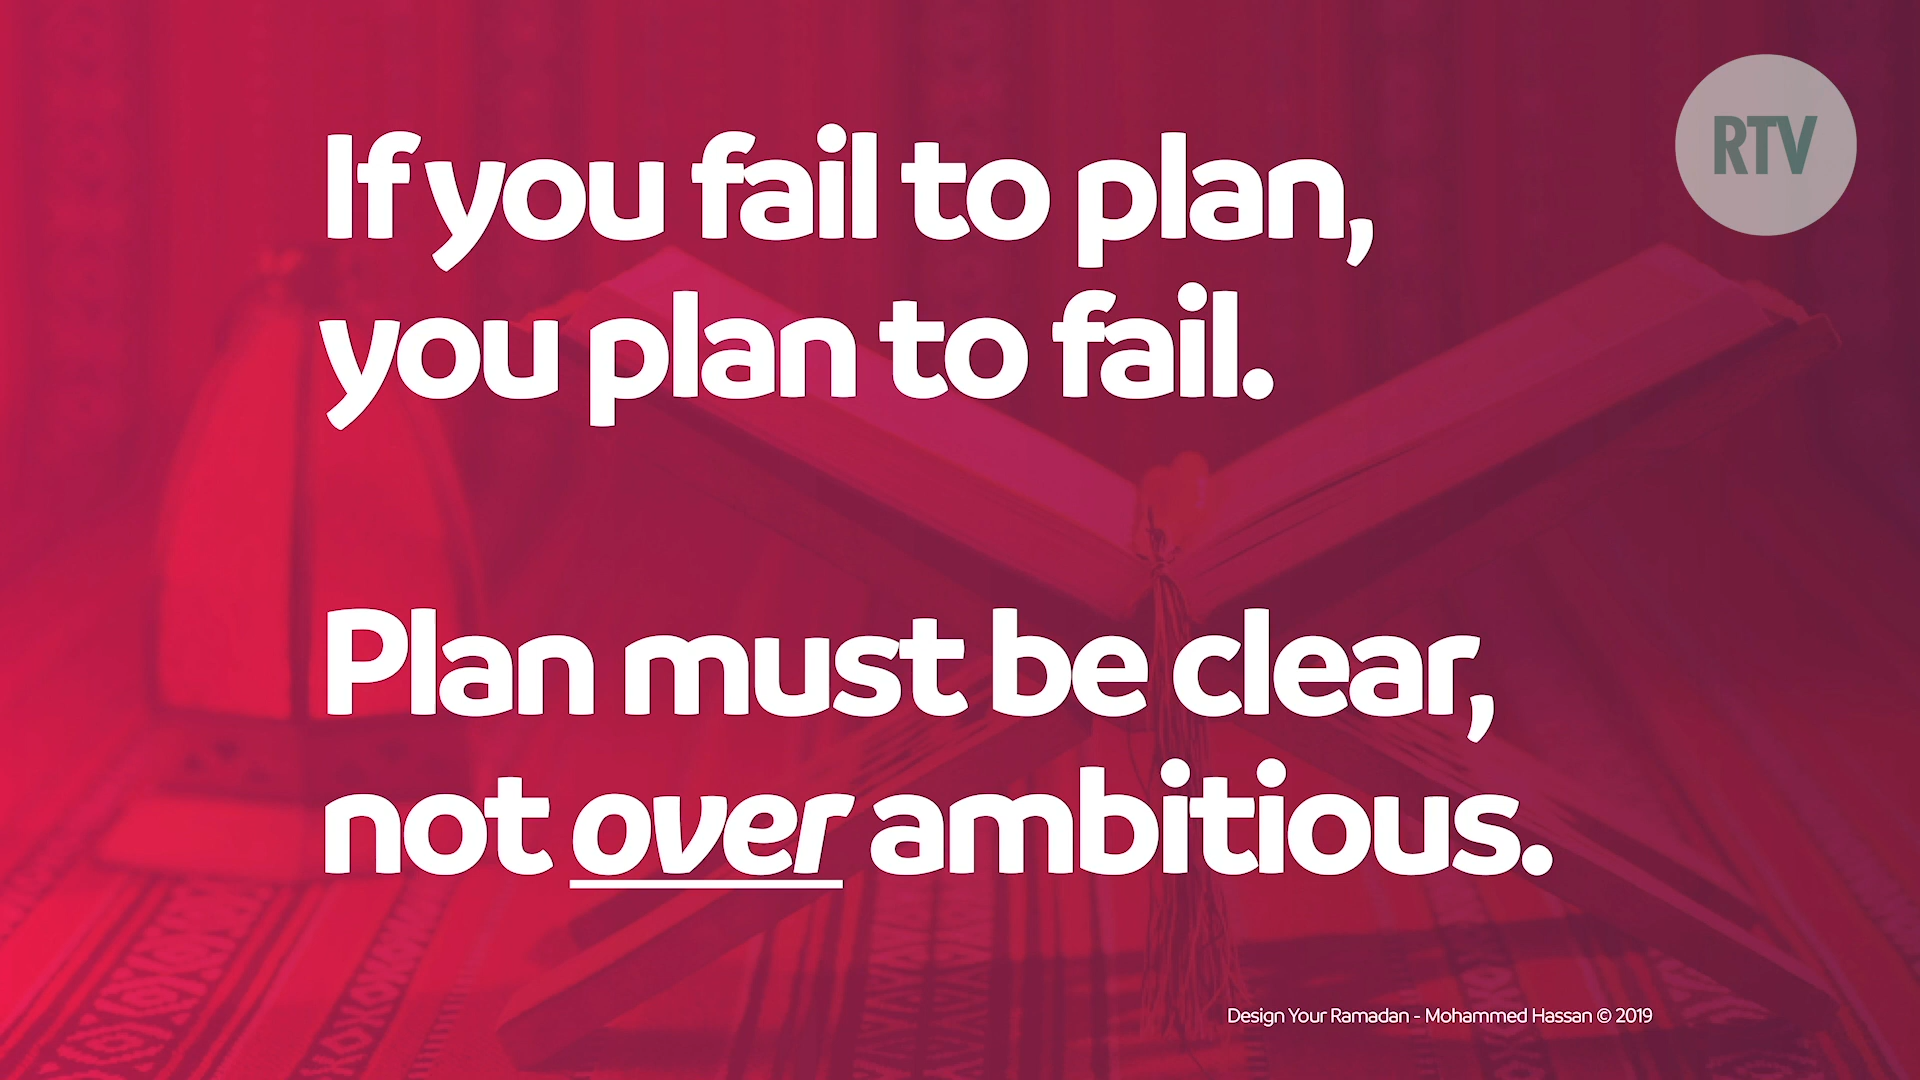 RTV
If you fail to plan,
you plan to fail.
Plan must be clear,
not over ambitious.
Design Your Ramadan - Mohammed Hassan © 2019